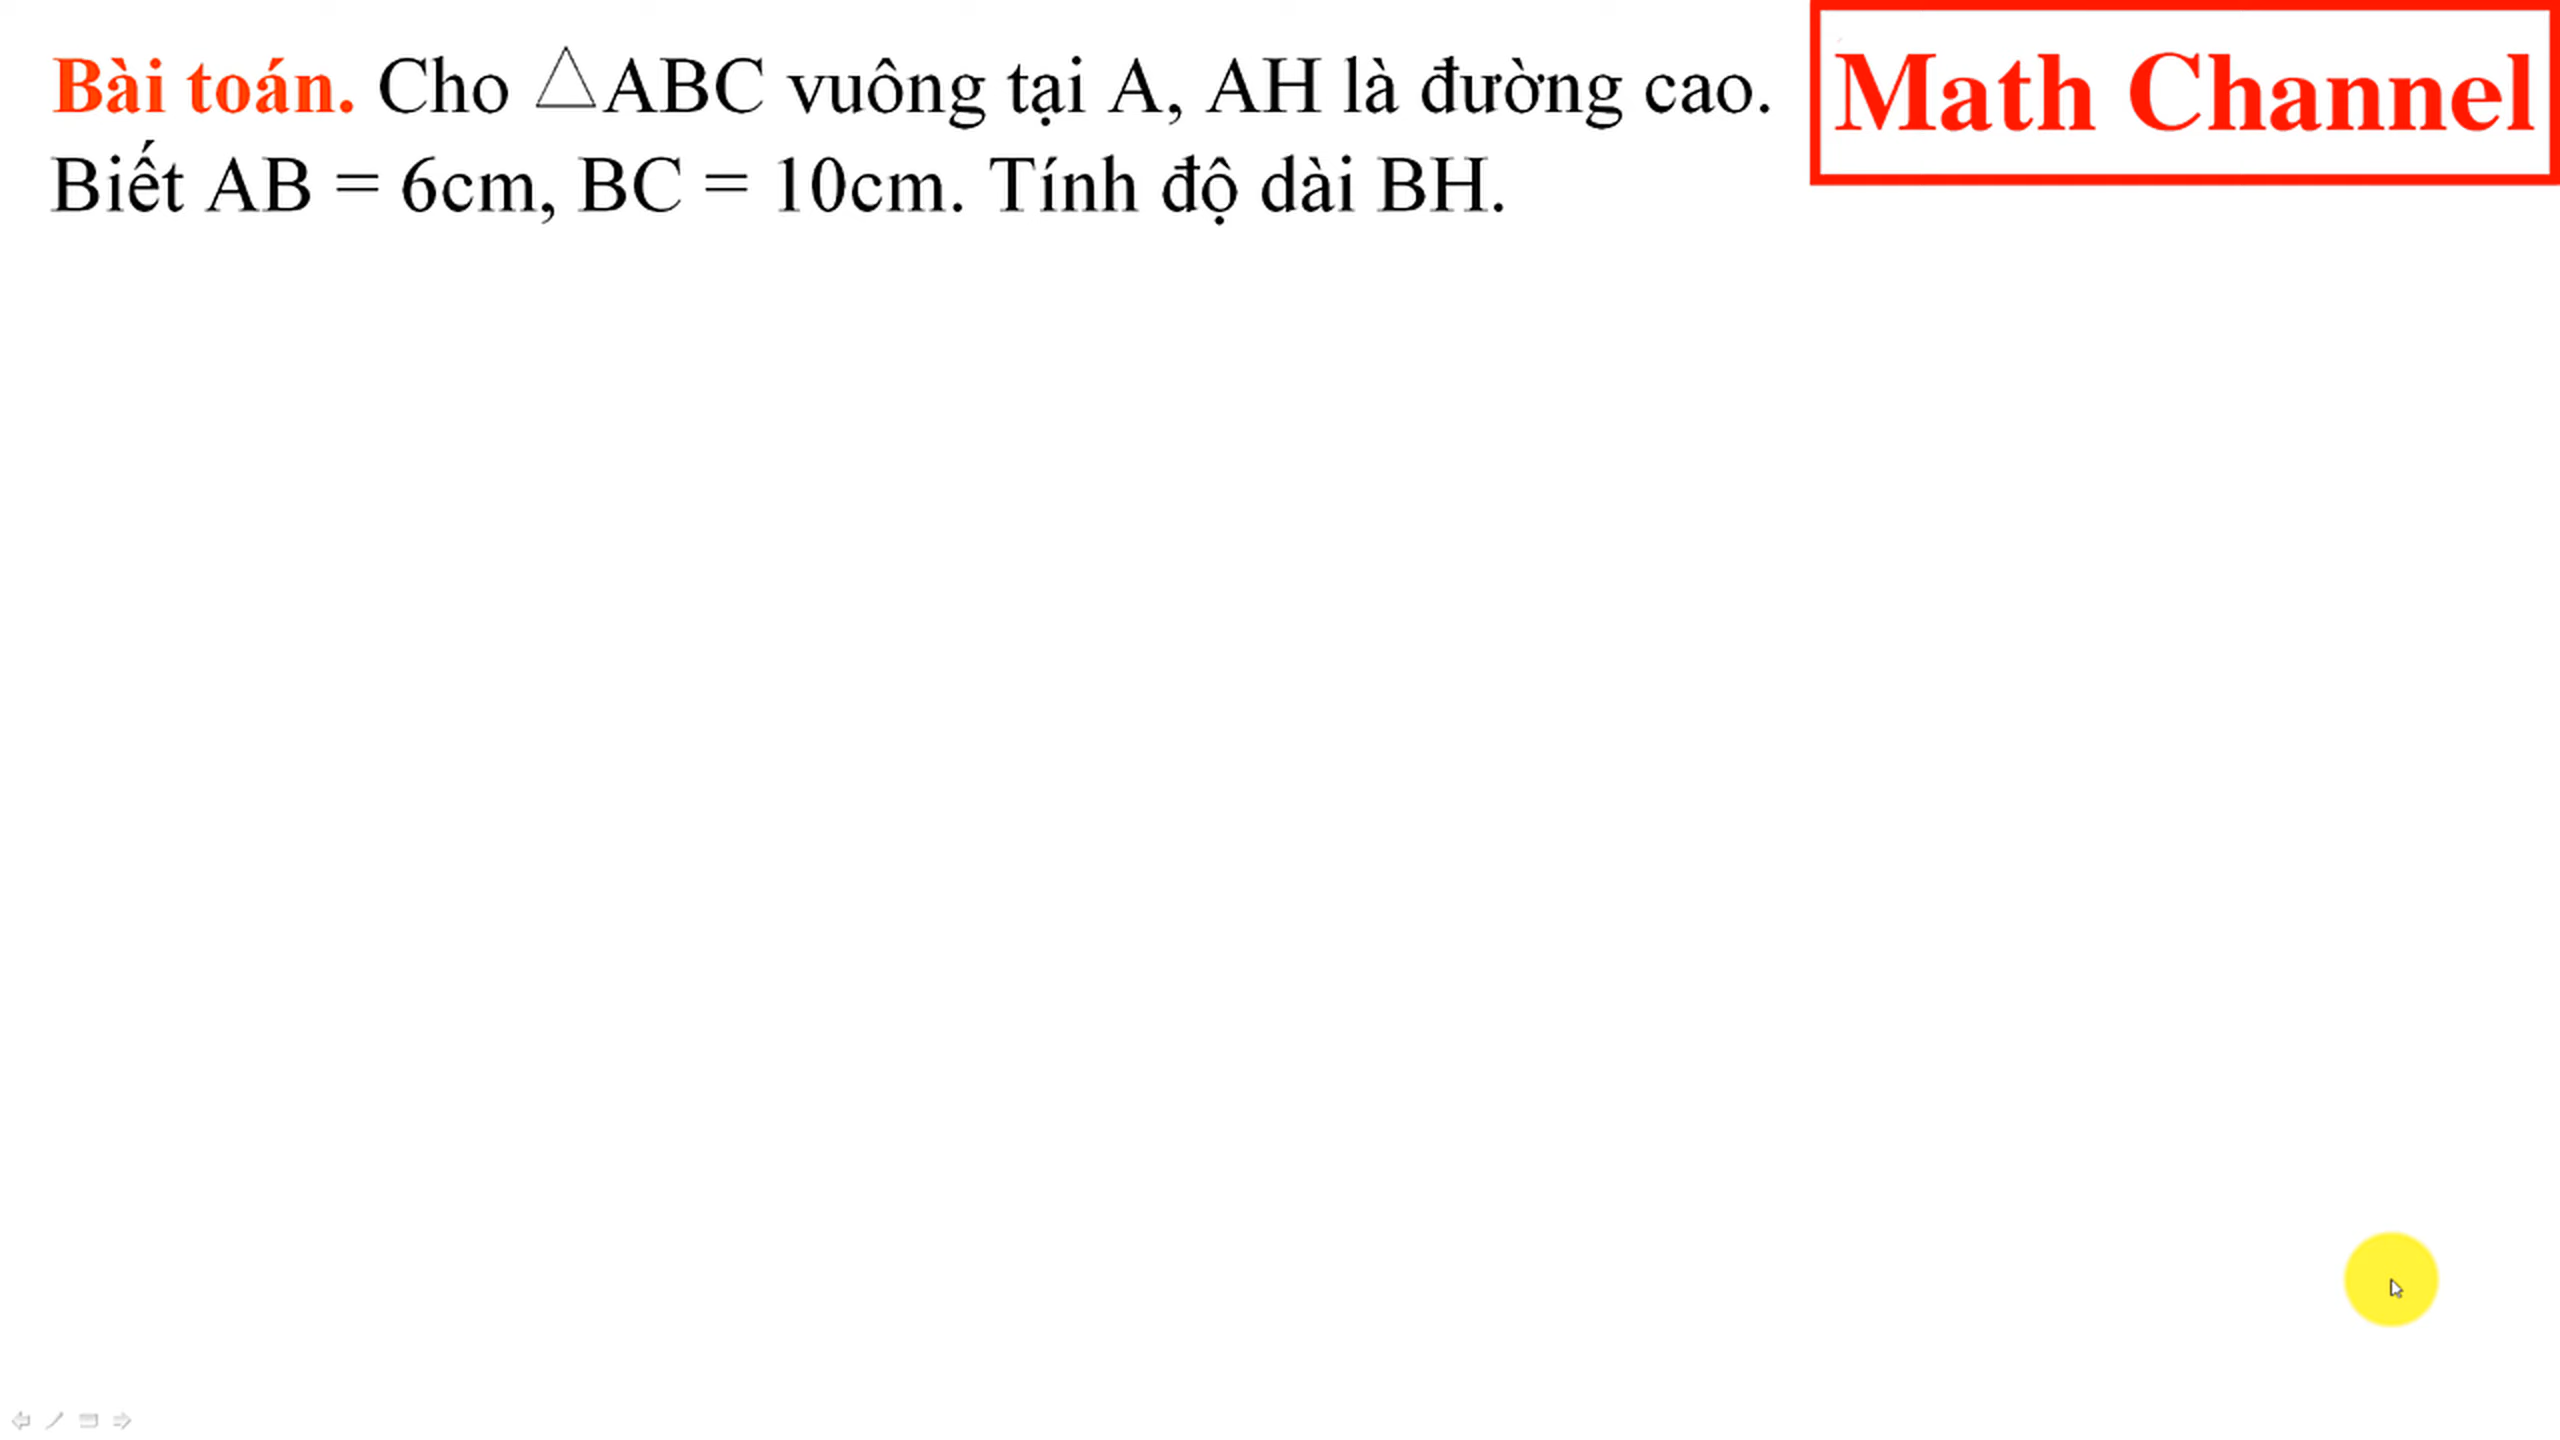 Bài toán. Cho △ABC vuông tại A, AH là đường cao.
Biết AB = 6cm, BC = 10cm. Tính độ dài BH.
Math Channel